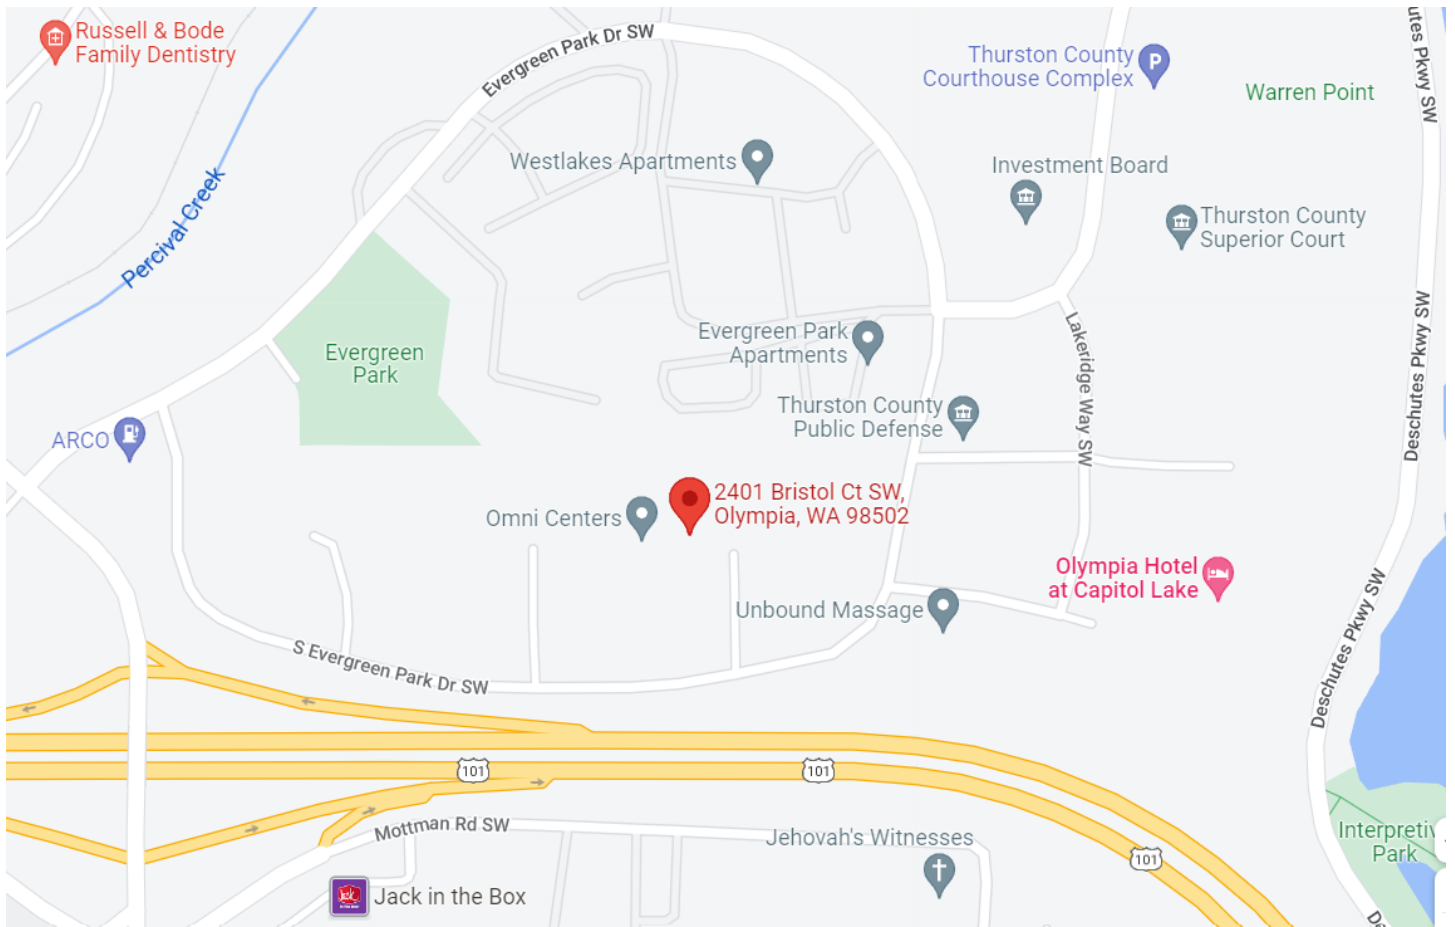 Russell & Bode
Family Dentistry
Evergreen Park Dr SW
Thurston County
Courthouse Complex
P
Warren Point
utes Pkwy SW
Percival Creek
Westlakes Apartments
Investment Board
Thurston County
Superior Court
Evergreen
Park
Evergreen Park
Apartments
Lakeridge Way SW
Deschutes Pkwy SW
Thurston County
Public Defense
ARCO
2401 Bristol Ct SW,
Olympia, WA 98502
Omni Centers
Olympia Hotel
at Capitol Lake
Unbound Massage
Deschutes Pkwy SW
S Evergreen Park Dr SW
101
101
101
Mottman Rd SW
Jehovah's Witnesses
Interpretiv
Park
Jack in the Box
De